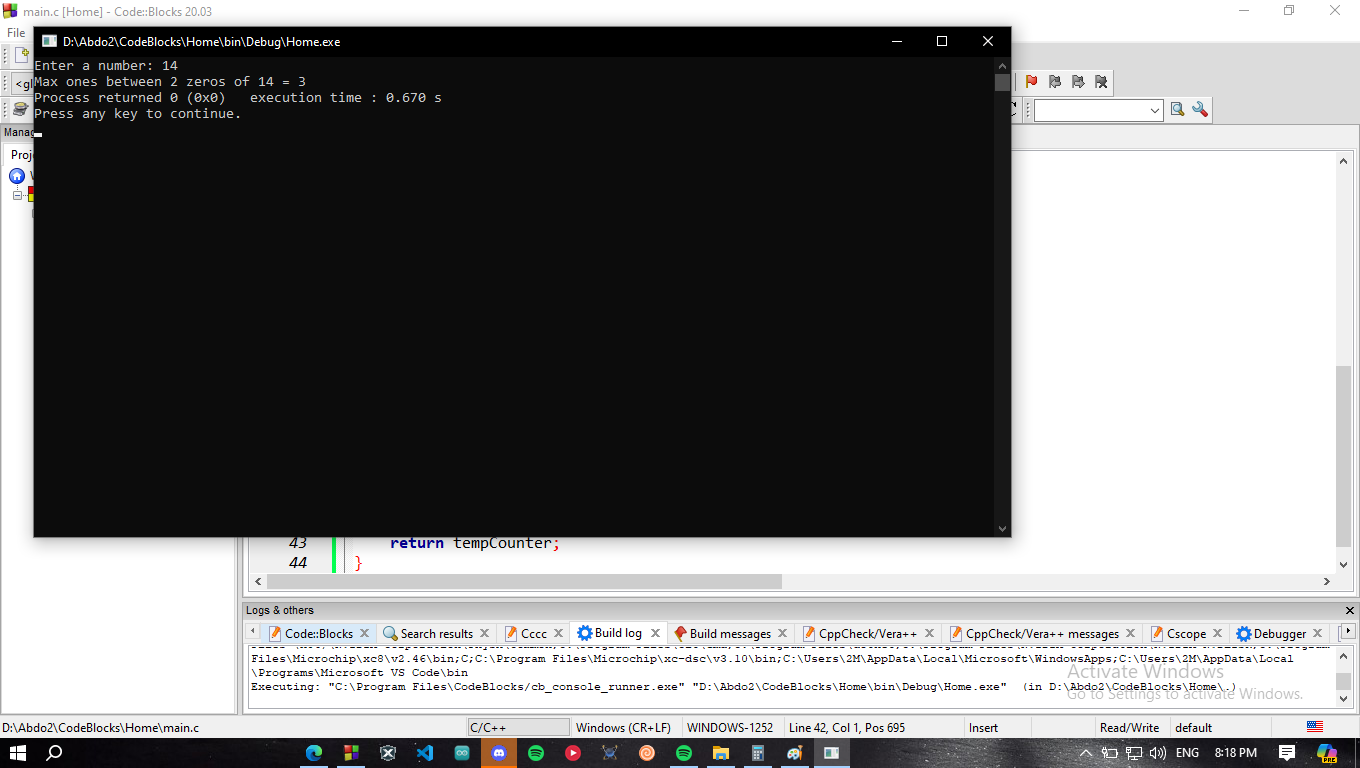 main.c [Home] - Code::Blocks 20.03
File
D:\Abdo2\CodeBlocks\Home\bin\Debug\Home.exe
Enter a number: 14
Max ones between 2 zeros of 14 = 3
Process returned 0 (0x0)   execution time : 0.670 s
Press any key to continue.
43 return tempCounter;
44 }
Logs & others
Code::Blocks
Search results
Cccc
Build log
Build messages
CppCheck/Vera++
CppCheck/Vera++ messages
Cscope
Debugger
Files\Microchip\xc8\v2.46\bin;C;C:\Program Files\Microchip\xc-dsc\v3.10\bin;C:\Users\2M\AppData\Local\Microsoft\WindowsApps;C:\Users\2M\AppData\Local
\Programs\Microsoft VS Code\bin
Executing: "C:\Program Files\CodeBlocks/cb_console_runner.exe" "D:\Abdo2\CodeBlocks\Home\bin\Debug\Home.exe"  (in D:\Abdo2\CodeBlocks\Home\.)
Activate Windows
Go to Settings to activate Windows.
D:\Abdo2\CodeBlocks\Home\main.c
C/C++
Windows (CR+LF)
WINDOWS-1252
Line 42, Col 1, Pos 695
Insert
Read/Write
default
ENG
8:18 PM
PRE